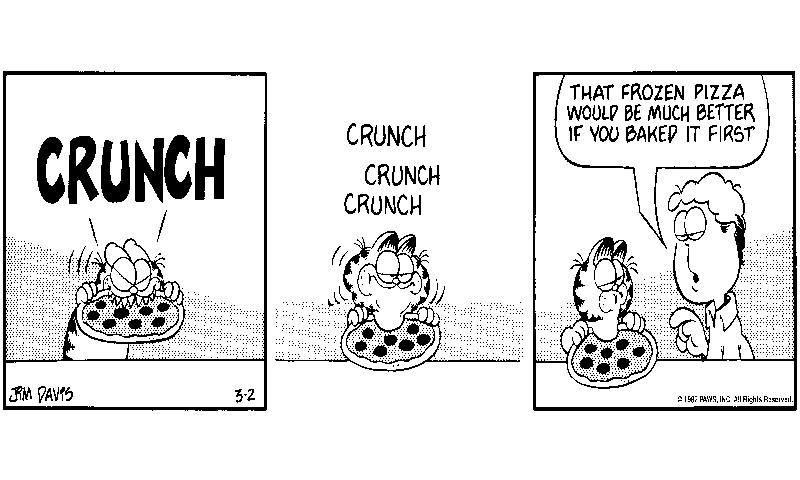 CRUNCH
JIM DAVIS
3-2
CRUNCH
CRUNCH
CRUNCH
THAT FROZEN PIZZA
WOULD BE MUCH BETTER
IF YOU BAKED IT FIRST
© 1987 PAWS, INC. All Rights Reserved.